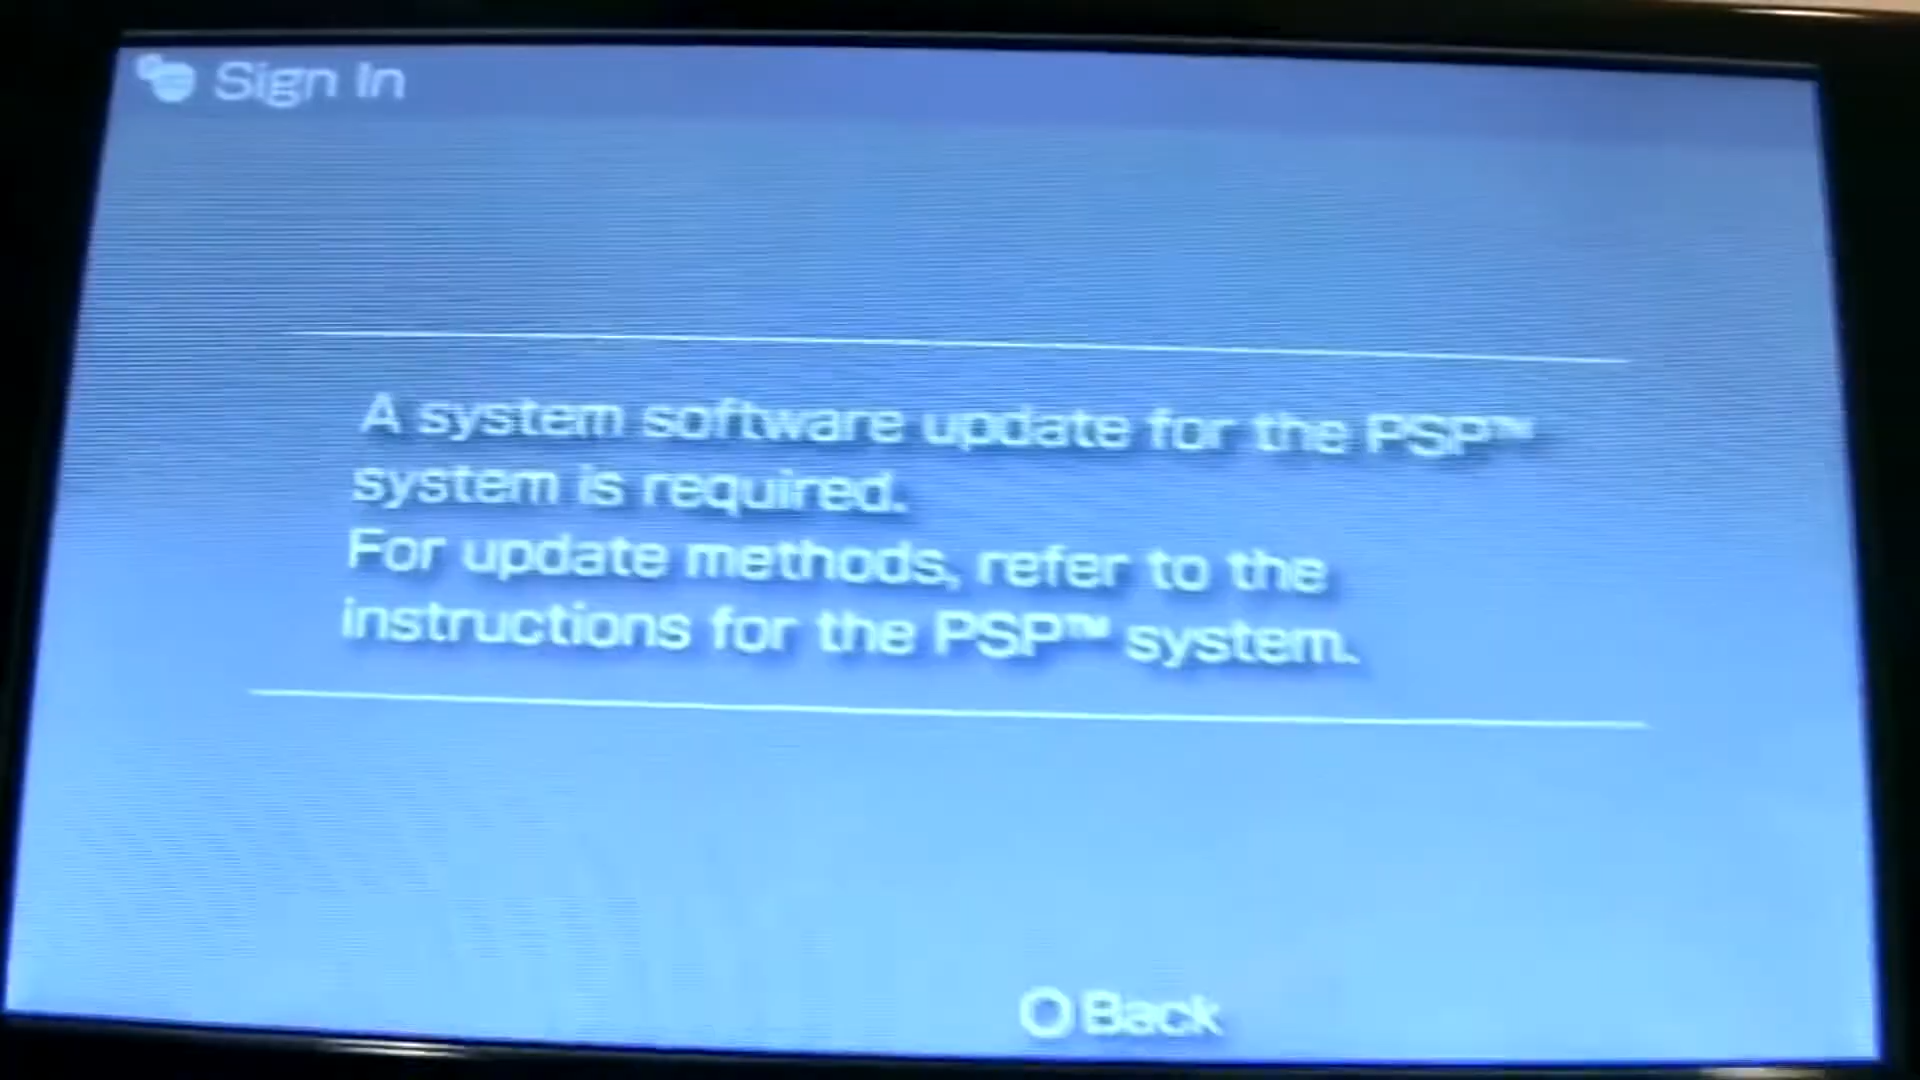 Sign In
A system software update for the PSP™
system is required.
For update methods, refer to the
instructions for the PSP™ system.
Back